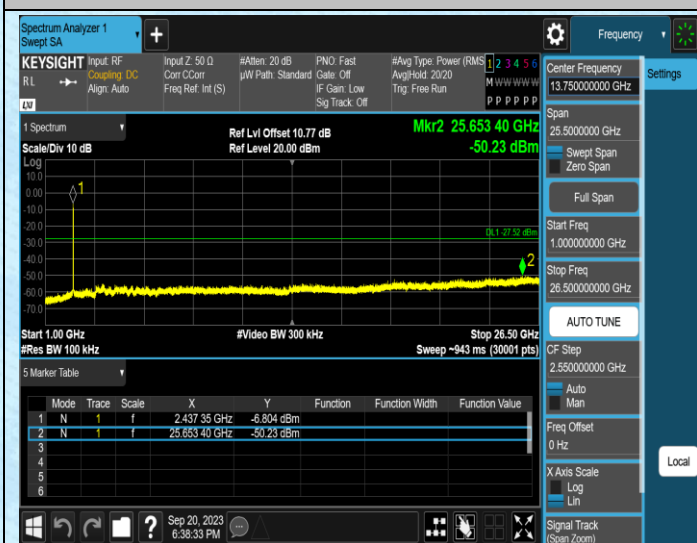 Spectrum Analyzer 1
Swept SA
Frequency
KEYSIGHT
RL
LXI
Input: RF
Coupling: DC
Align: Auto
Input Z: 50 Ω
Corr CCorr
Freq Ref: Int (S)
#Atten: 20 dB
µW Path: Standard
PNO: Fast
Gate: Off
IF Gain: Low
Sig Track: Off
#Avg Type: Power (RMS
Avg|Hold: 20/20
Trig: Free Run
1 2 3 4 5 6
M W W W W W
P P P P P P
1 Spectrum
Scale/Div 10 dB
Ref Lvl Offset 10.77 dB
Ref Level 20.00 dBm
Mkr2 25.653 40 GHz
-50.23 dBm
Log
10.0
0.00
-10.0
-20.0
-30.0
-40.0
-50.0
-60.0
-70.0
1
DL1 -27.52 dBm
2
Start 1.00 GHz
#Res BW 100 kHz
#Video BW 300 kHz
Stop 26.50 GHz
Sweep ~943 ms (30001 pts)
5 Marker Table
Mode Trace Scale X Y Function Function Width Function Value
1 N 1 f 2.437 35 GHz -6.804 dBm
2 N 1 f 25.653 40 GHz -50.23 dBm
3
4
5
6
Sep 20, 2023
6:38:33 PM
Center Frequency
13.750000000 GHz
Settings
Span
25.5000000 GHz
Swept Span
Zero Span
Full Span
Start Freq
1.000000000 GHz
Stop Freq
26.500000000 GHz
AUTO TUNE
CF Step
2.550000000 GHz
Auto
Man
Freq Offset
0 Hz
X Axis Scale
Log
Lin
Local
Signal Track
(Span Zoom)